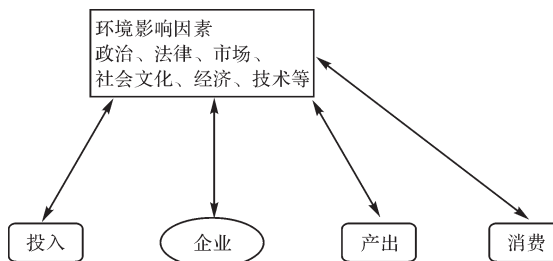 环境影响因素
政治、法律、市场、
社会文化、经济、技术等
投入
企业
产出
消费